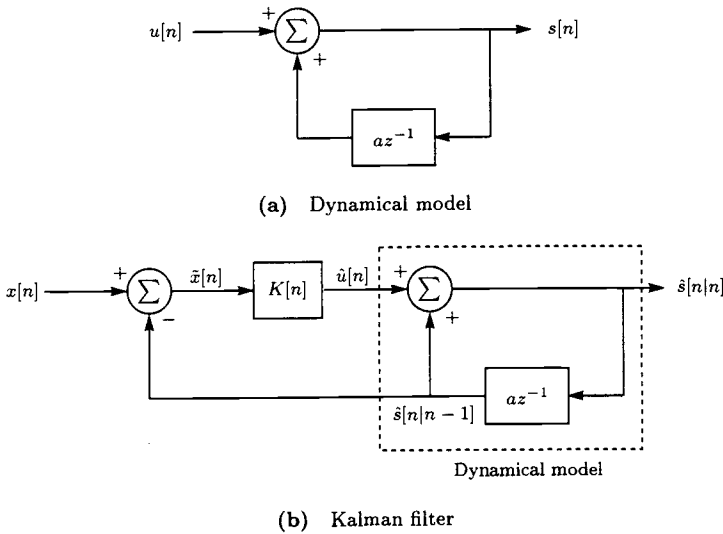 u[n] + Σ s[n]
+
az⁻¹
(a) Dynamical model
x[n] + Σ x̃[n] K[n] û[n] + Σ ŝ[n|n]
− +
ŝ[n|n − 1] az⁻¹
Dynamical model
(b) Kalman filter